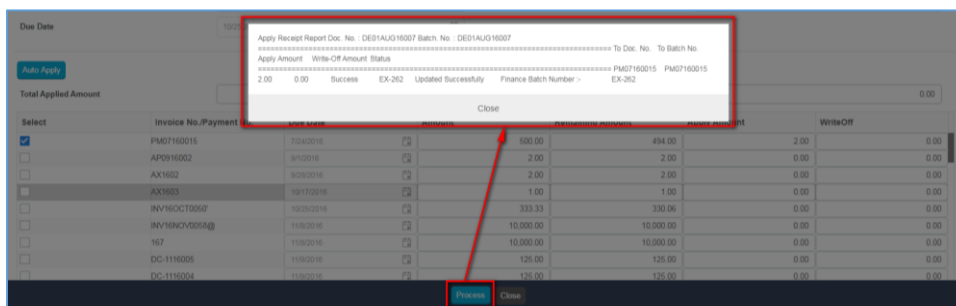 Due Date 10/25
Apply Receipt Report Doc. No. : DE01AUG16007 Batch. No. : DE01AUG16007
=================================================================================== To Doc. No. To Batch No.
Apply Amount Write-Off Amount Status
=================================================================================== PM07160015 PM07160015
2.00 0.00 Success EX-262 Updated Successfully Finance Batch Number :- EX-262
Close
Auto Apply
Total Applied Amount 0.00
Select Invoice No./Payment No. Due Date Amount Remaining Amount Apply Amount WriteOff
PM07160015 7/24/2016 500.00 494.00 2.00 0.00
AP0916002 9/1/2016 2.00 2.00 0.00 0.00
AX1602 9/28/2016 2.00 2.00 0.00 0.00
AX1603 10/17/2016 1.00 1.00 0.00 0.00
INV16OCT0050' 10/25/2016 333.33 330.06 0.00 0.00
INV16NOV0058@ 11/8/2016 10,000.00 10,000.00 0.00 0.00
167 11/8/2016 10,000.00 10,000.00 0.00 0.00
DC-1116005 11/9/2016 125.00 125.00 0.00 0.00
DC-1116004 11/9/2016 125.00 125.00 0.00 0.00
Process Close